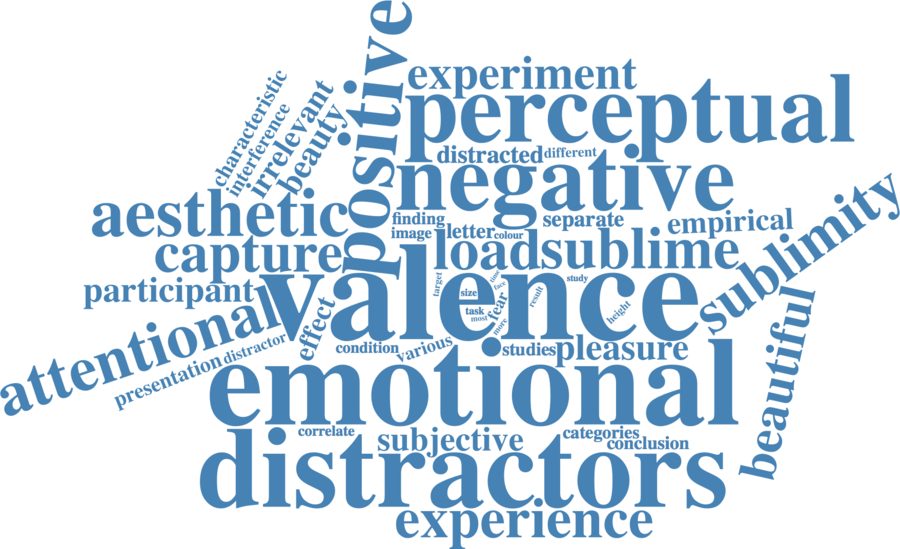 positive
experiment
perceptual
characteristic
interference
irrelevant
beauty
distracted
different
negative
aesthetic
finding
separate
empirical
image
letter
colour
capture
load
sublime
sublimity
participant
valence
target
size
time
face
study
task
most
fear
more
result
height
attentional
effect
presentation
distractor
condition
various
studies
pleasure
beautiful
emotional
correlate
subjective
categories
conclusion
distractors
experience